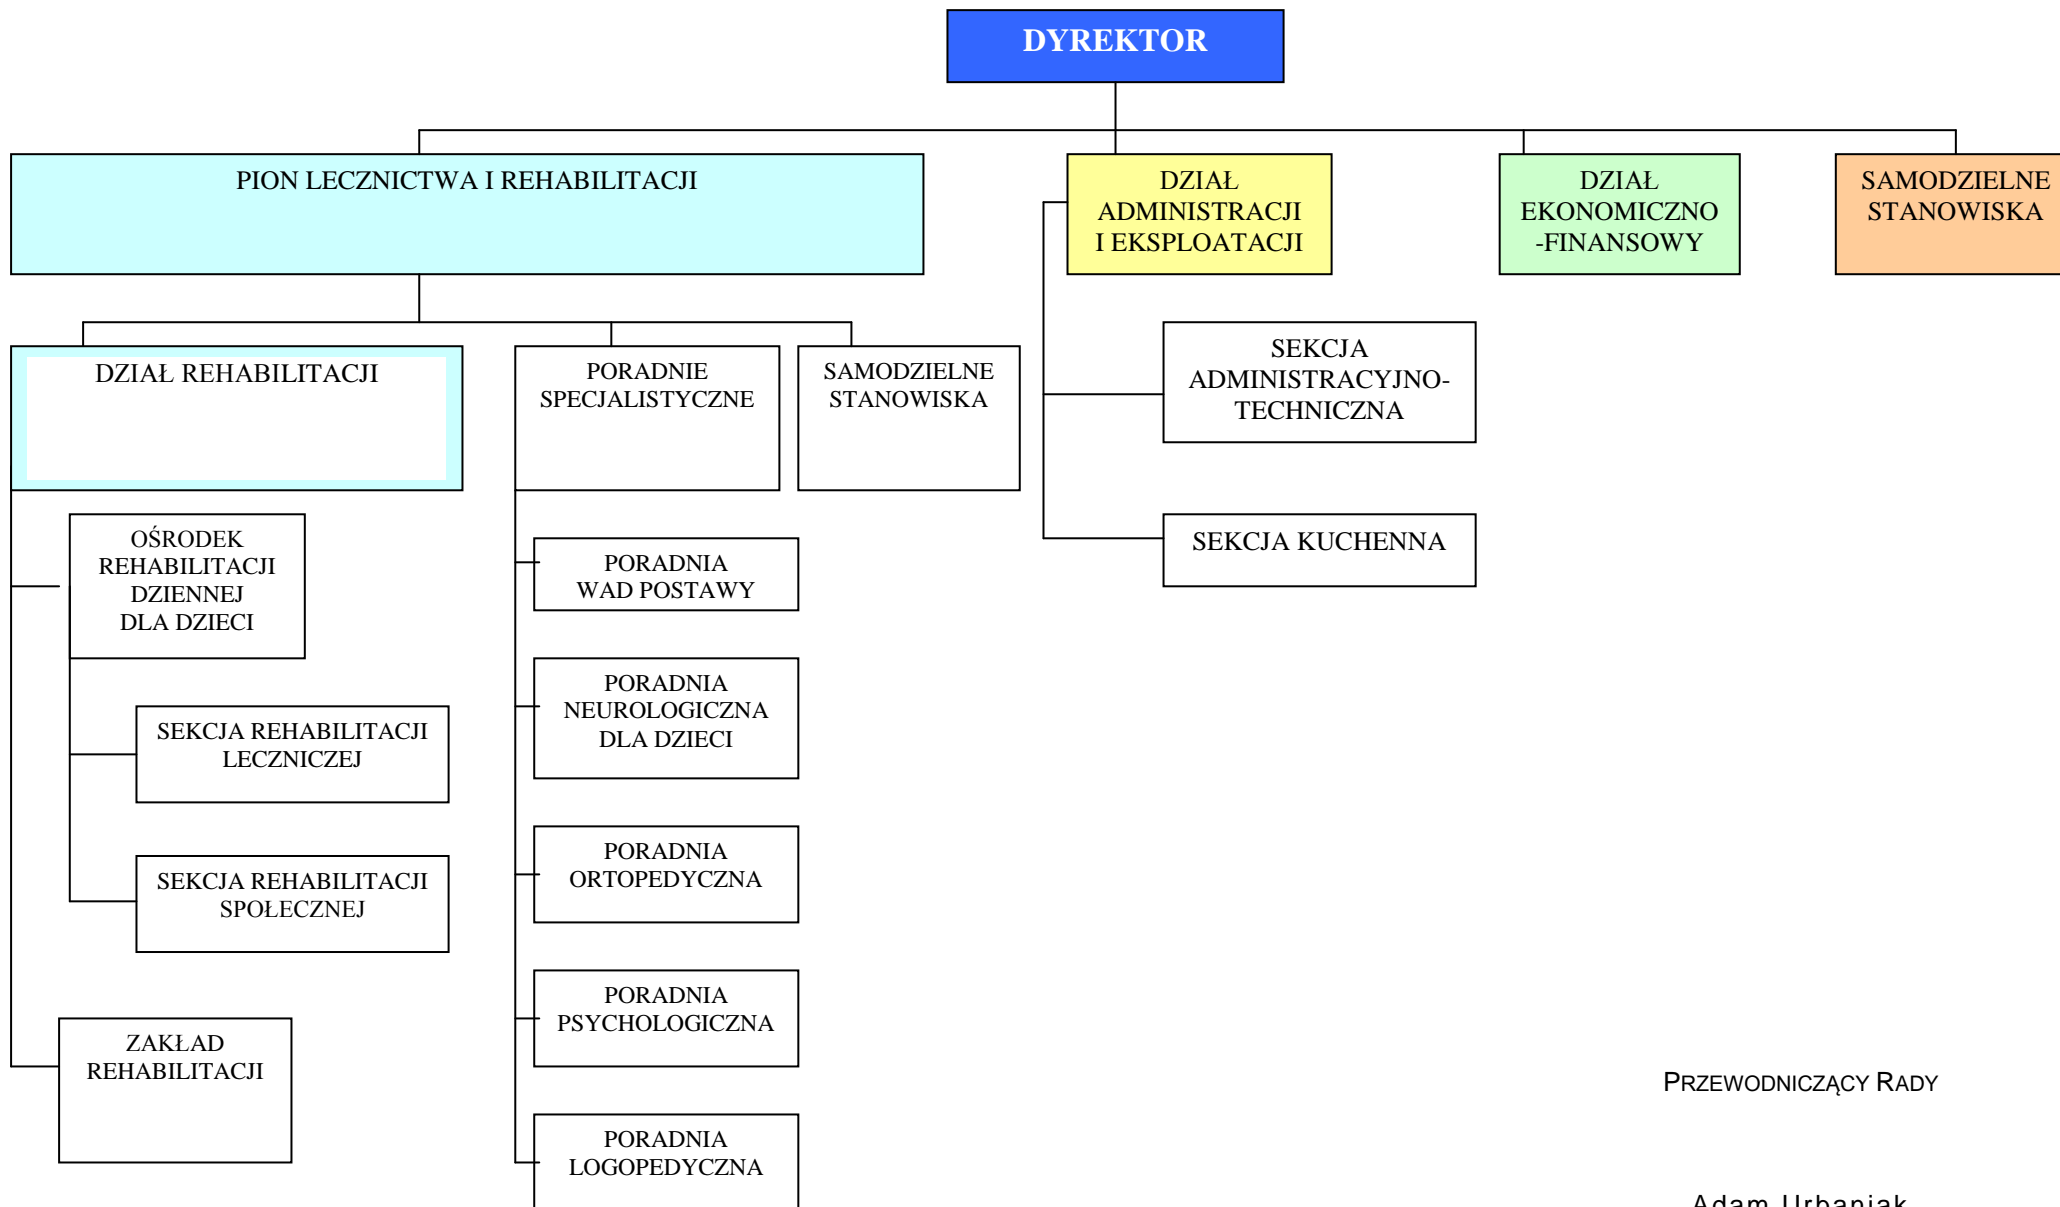 DYREKTOR
PION LECZNICTWA I REHABILITACJI
DZIAŁ
ADMINISTRACJI
I EKSPLOATACJI
DZIAŁ
EKONOMICZNO
-FINANSOWY
SAMODZIELNE
STANOWISKA
DZIAŁ REHABILITACJI
PORADNIE
SPECJALISTYCZNE
SAMODZIELNE
STANOWISKA
SEKCJA
ADMINISTRACYJNO-
TECHNICZNA
SEKCJA KUCHENNA
OŚRODEK
REHABILITACJI
DZIENNEJ
DLA DZIECI
SEKCJA REHABILITACJI
LECZNICZEJ
SEKCJA REHABILITACJI
SPOŁECZNEJ
ZAKŁAD
REHABILITACJI
PORADNIA
WAD POSTAWY
PORADNIA
NEUROLOGICZNA
DLA DZIECI
PORADNIA
ORTOPEDYCZNA
PORADNIA
PSYCHOLOGICZNA
PORADNIA
LOGOPEDYCZNA
PRZEWODNICZĄCY RADY
Adam Urbaniak